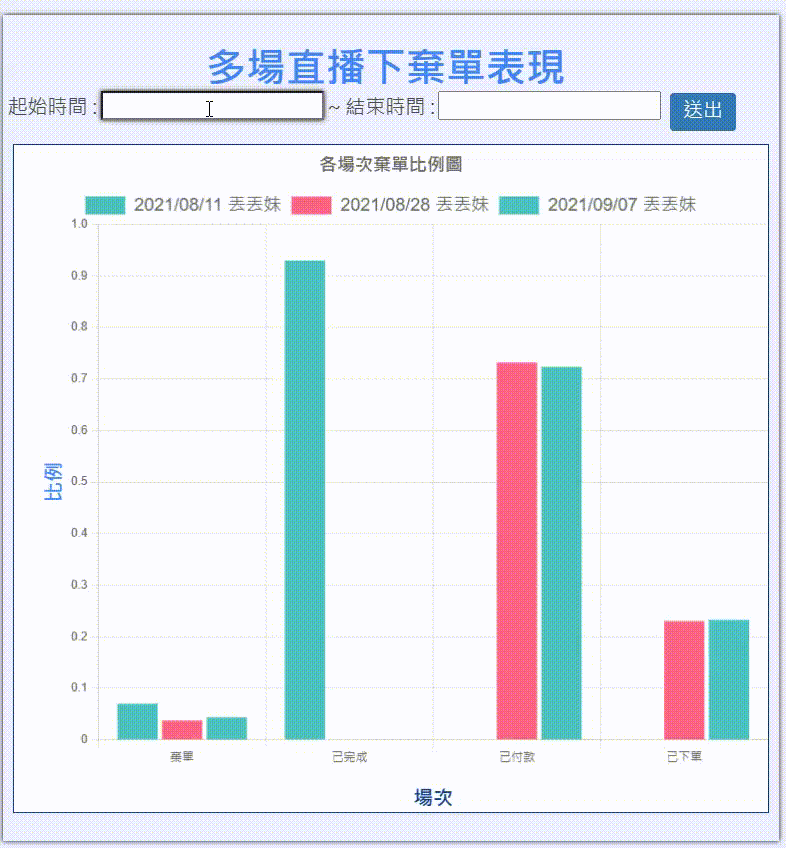 多場直播下棄單表現
起始時間 : ~ 結束時間 : 送出
各場次棄單比例圖
2021/08/11 丟丟妹 2021/08/28 丟丟妹 2021/09/07 丟丟妹
1.0
0.9
0.8
0.7
0.6
0.5
0.4
0.3
0.2
0.1
0
比例
棄單 已完成 已付款 已下單
場次